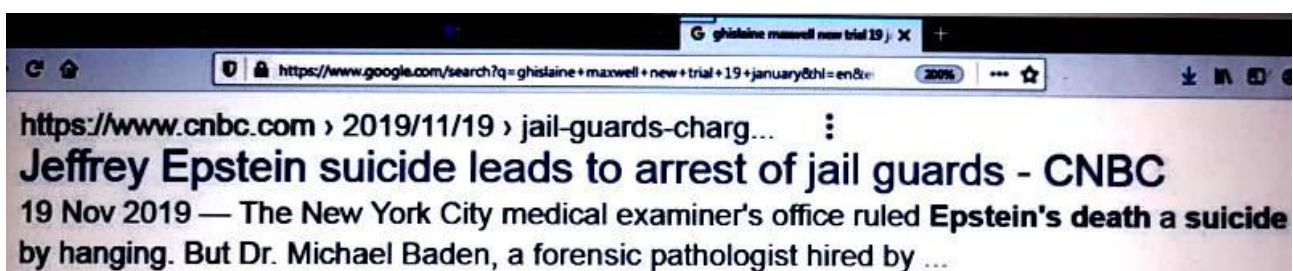 G ghislaine maxwell new trial 19 j
https://www.google.com/search?q=ghislaine+maxwell+new+trial+19+january&hl=en&e
200%
https://www.cnbc.com › 2019/11/19 › jail-guards-charg...
Jeffrey Epstein suicide leads to arrest of jail guards - CNBC
19 Nov 2019 — The New York City medical examiner's office ruled Epstein's death a suicide
by hanging. But Dr. Michael Baden, a forensic pathologist hired by ...